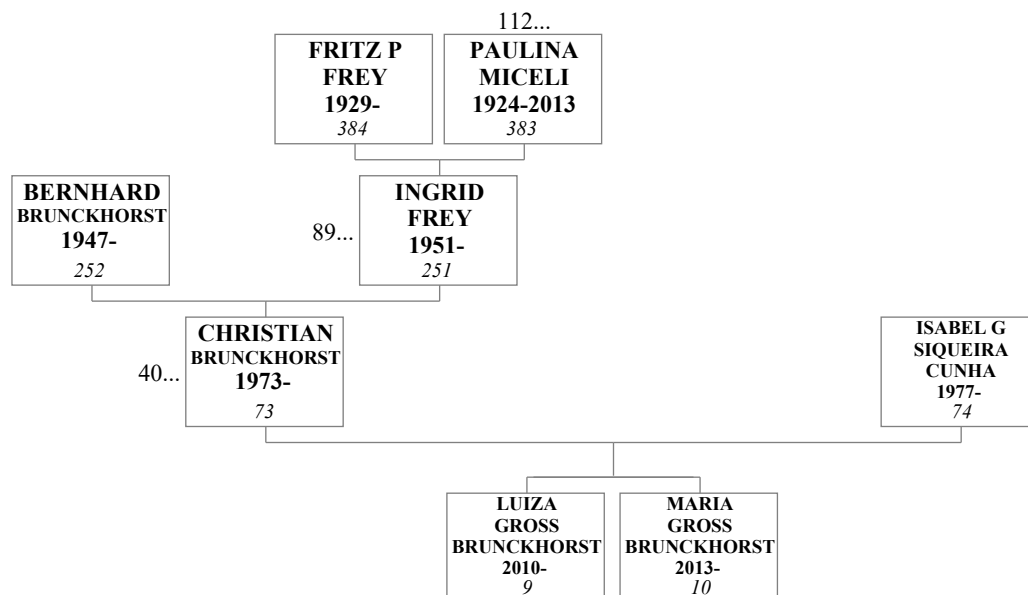 112...
FRITZ P
FREY
1929-
384
PAULINA
MICELI
1924-2013
383
BERNHARD
BRUNCKHORST
1947-
252
89...
INGRID
FREY
1951-
251
40...
CHRISTIAN
BRUNCKHORST
1973-
73
ISABEL G
SIQUEIRA
CUNHA
1977-
74
LUIZA
GROSS
BRUNCKHORST
2010-
9
MARIA
GROSS
BRUNCKHORST
2013-
10